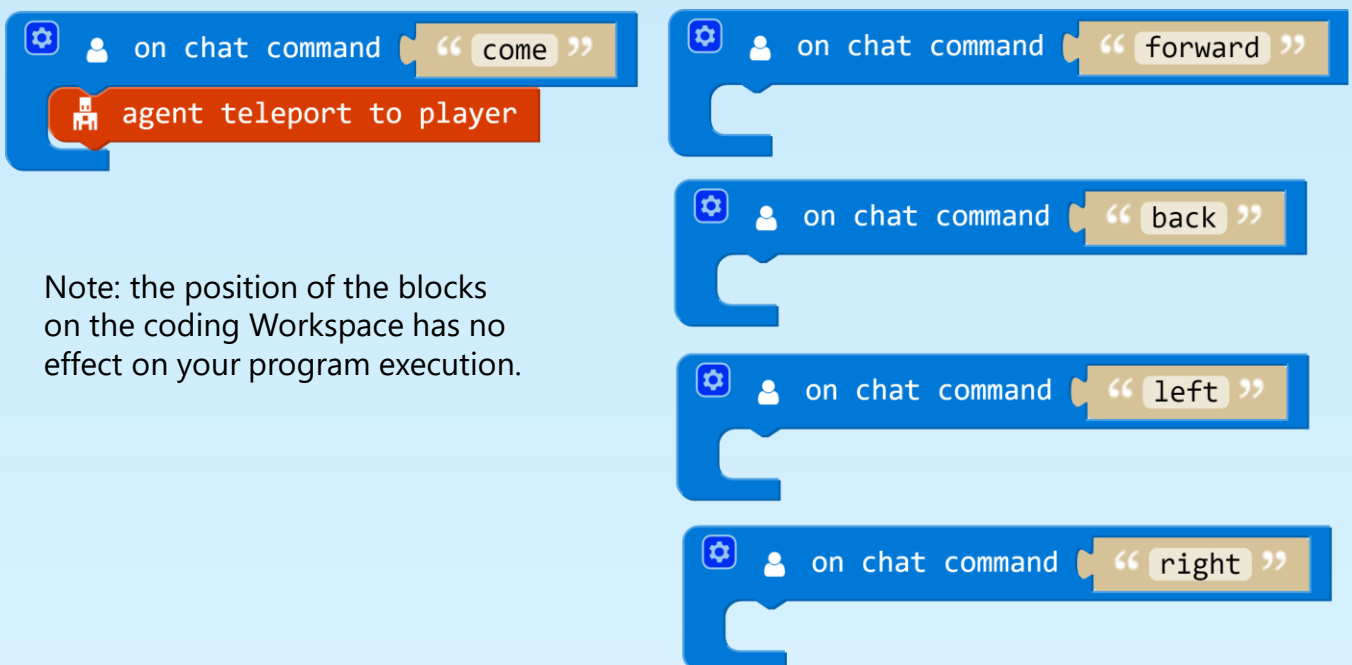 on chat command “ come ”
agent teleport to player
Note: the position of the blocks
on the coding Workspace has no
effect on your program execution.
on chat command “ forward ”
on chat command “ back ”
on chat command “ left ”
on chat command “ right ”